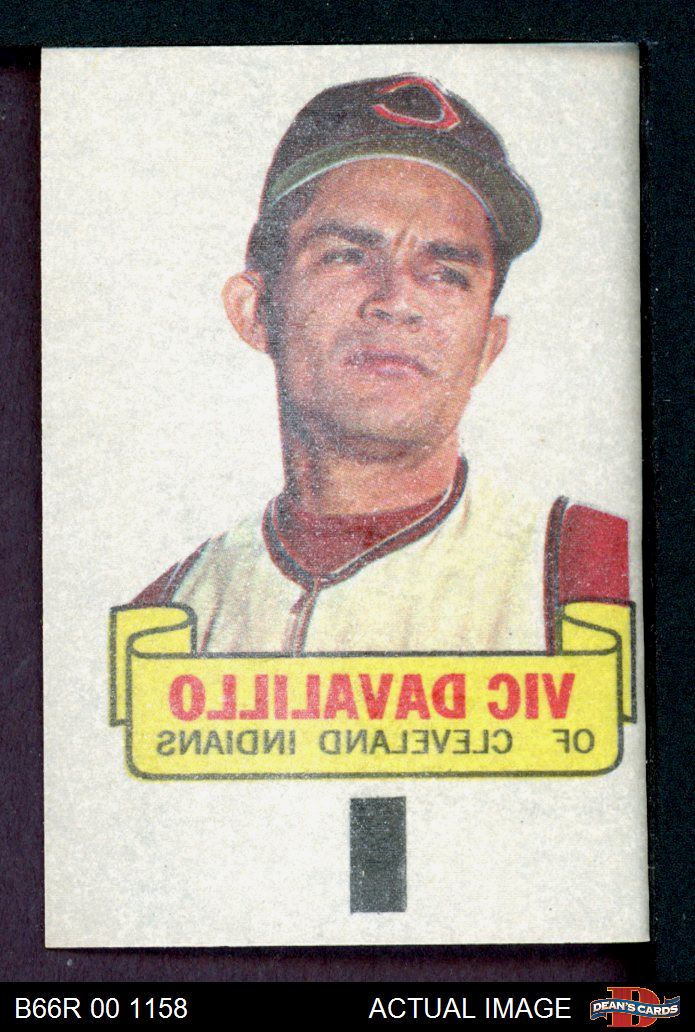 VIC DAVALILLO
OF CLEVELAND INDIANS
B66R 00 1158
ACTUAL IMAGE
DEAN'S CARDS